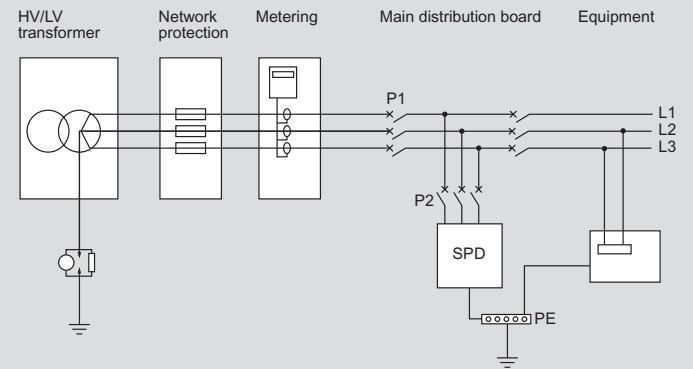 HV/LV
transformer
Network
protection
Metering
Main distribution board
Equipment
P1
L1
L2
L3
P2
SPD
PE